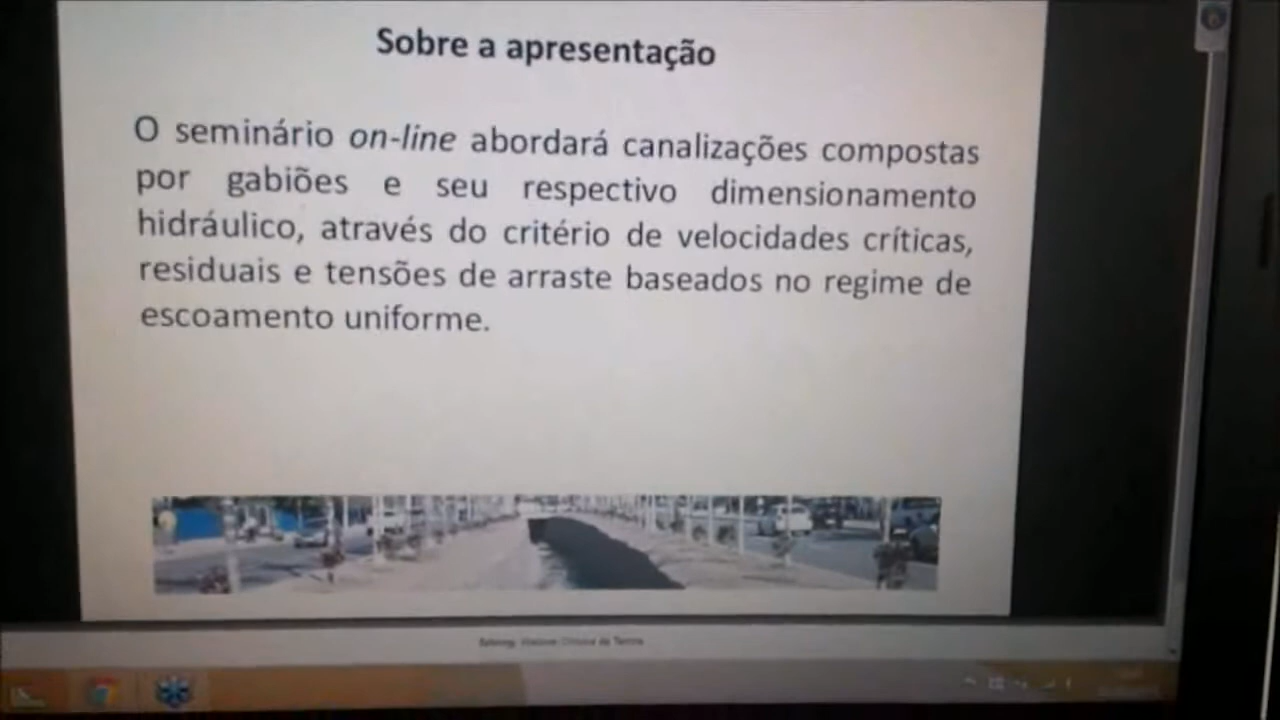 Sobre a apresentação
O seminário on-line abordará canalizações compostas
por gabiões e seu respectivo dimensionamento
hidráulico, através do critério de velocidades críticas,
residuais e tensões de arraste baseados no regime de
escoamento uniforme.